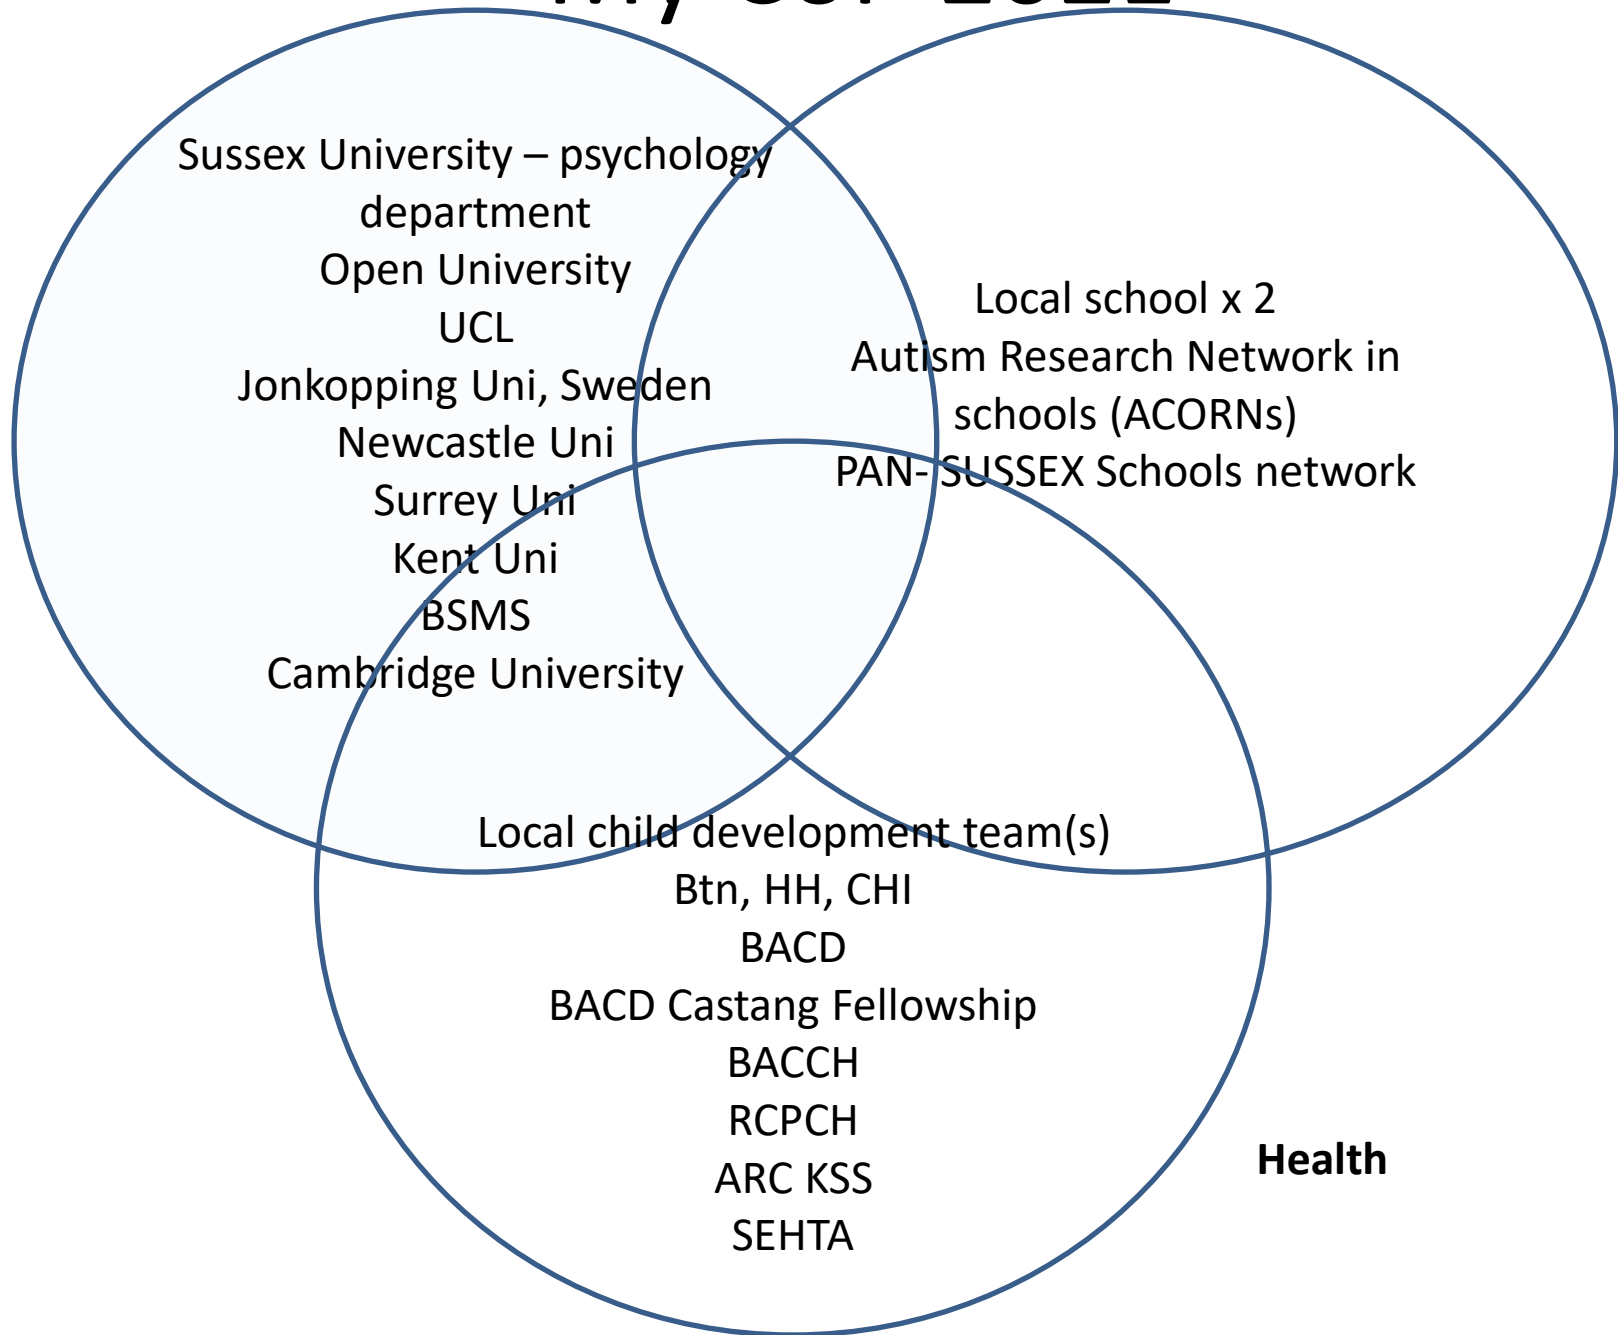 Sussex University – psychology
department
Open University
UCL
Jonkopping Uni, Sweden
Newcastle Uni
Surrey Uni
Kent Uni
BSMS
Cambridge University
Local school x 2
Autism Research Network in
schools (ACORNs)
PAN- SUSSEX Schools network
Local child development team(s)
Btn, HH, CHI
BACD
BACD Castang Fellowship
BACCH
RCPCH
ARC KSS
SEHTA
Health